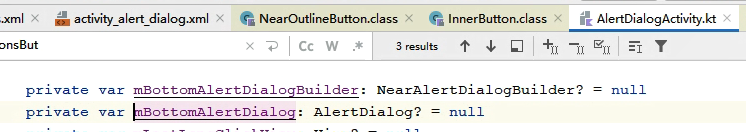 s.xml activity_alert_dialog.xml NearOutlineButton.class InnerButton.class AlertDialogActivity.kt
onsBut Cc W .* 3 results
private var mBottomAlertDialogBuilder: NearAlertDialogBuilder? = null
private var mBottomAlertDialog: AlertDialog? = null